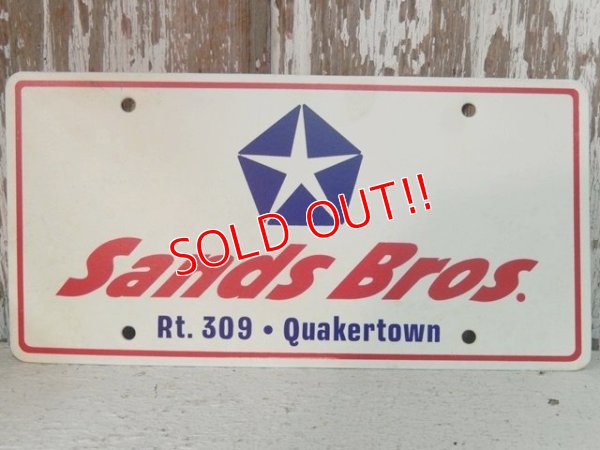 SOLD OUT!!
Sands Bros.
Rt. 309 • Quakertown